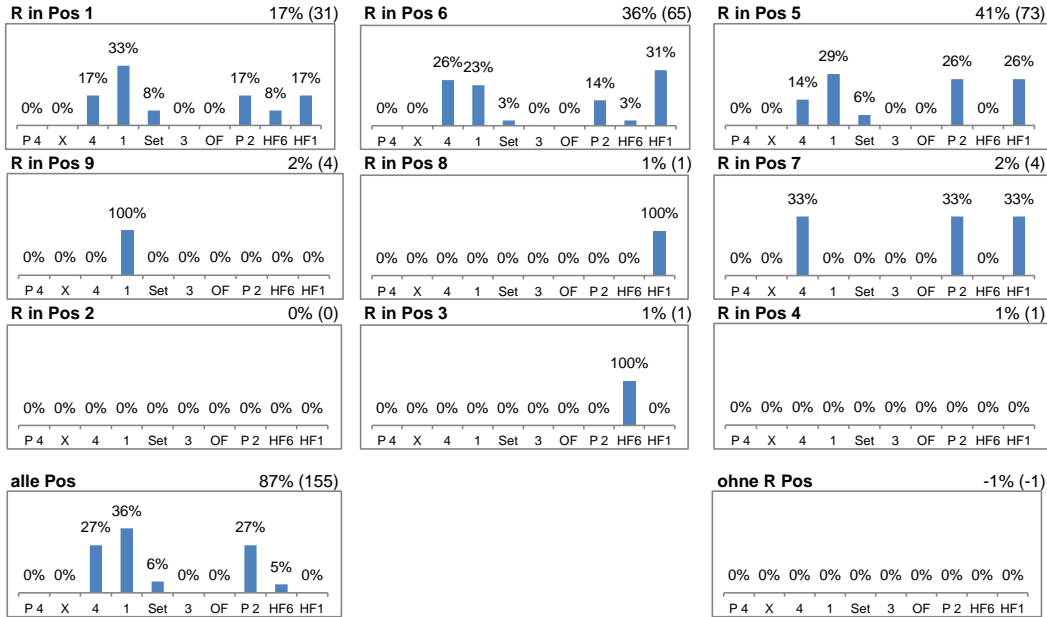 R in Pos 1 17% (31) R in Pos 6 36% (65) R in Pos 5 41% (73)
33%
17% 17% 17%
8% 8%
0% 0% 0% 0%
P 4 X 4 1 Set 3 OF P 2 HF6 HF1
31%
26% 23%
14%
3% 3%
0% 0% 0% 0%
P 4 X 4 1 Set 3 OF P 2 HF6 HF1
29%
26% 26%
14%
6%
0% 0% 0% 0% 0%
P 4 X 4 1 Set 3 OF P 2 HF6 HF1
R in Pos 9 2% (4) R in Pos 8 1% (1) R in Pos 7 2% (4)
100%
0% 0% 0% 0% 0% 0% 0% 0% 0%
P 4 X 4 1 Set 3 OF P 2 HF6 HF1
100%
0% 0% 0% 0% 0% 0% 0% 0% 0%
P 4 X 4 1 Set 3 OF P 2 HF6 HF1
33% 33% 33%
0% 0% 0% 0% 0% 0% 0%
P 4 X 4 1 Set 3 OF P 2 HF6 HF1
R in Pos 2 0% (0) R in Pos 3 1% (1) R in Pos 4 1% (1)
0% 0% 0% 0% 0% 0% 0% 0% 0% 0%
P 4 X 4 1 Set 3 OF P 2 HF6 HF1
100%
0% 0% 0% 0% 0% 0% 0% 0% 0%
P 4 X 4 1 Set 3 OF P 2 HF6 HF1
0% 0% 0% 0% 0% 0% 0% 0% 0% 0%
P 4 X 4 1 Set 3 OF P 2 HF6 HF1
alle Pos 87% (155) ohne R Pos -1% (-1)
36%
27% 27%
6% 5%
0% 0% 0% 0% 0%
P 4 X 4 1 Set 3 OF P 2 HF6 HF1
0% 0% 0% 0% 0% 0% 0% 0% 0% 0%
P 4 X 4 1 Set 3 OF P 2 HF6 HF1